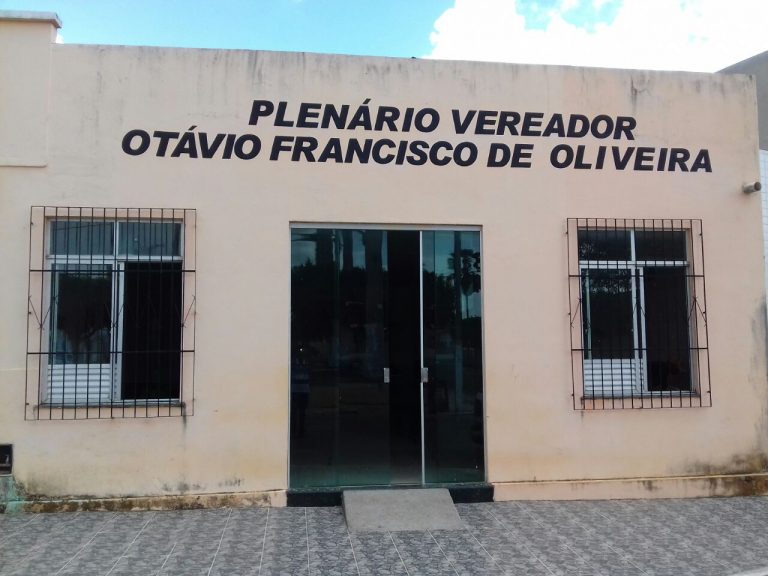 PLENÁRIO VEREADOR
OTÁVIO FRANCISCO DE OLIVEIRA